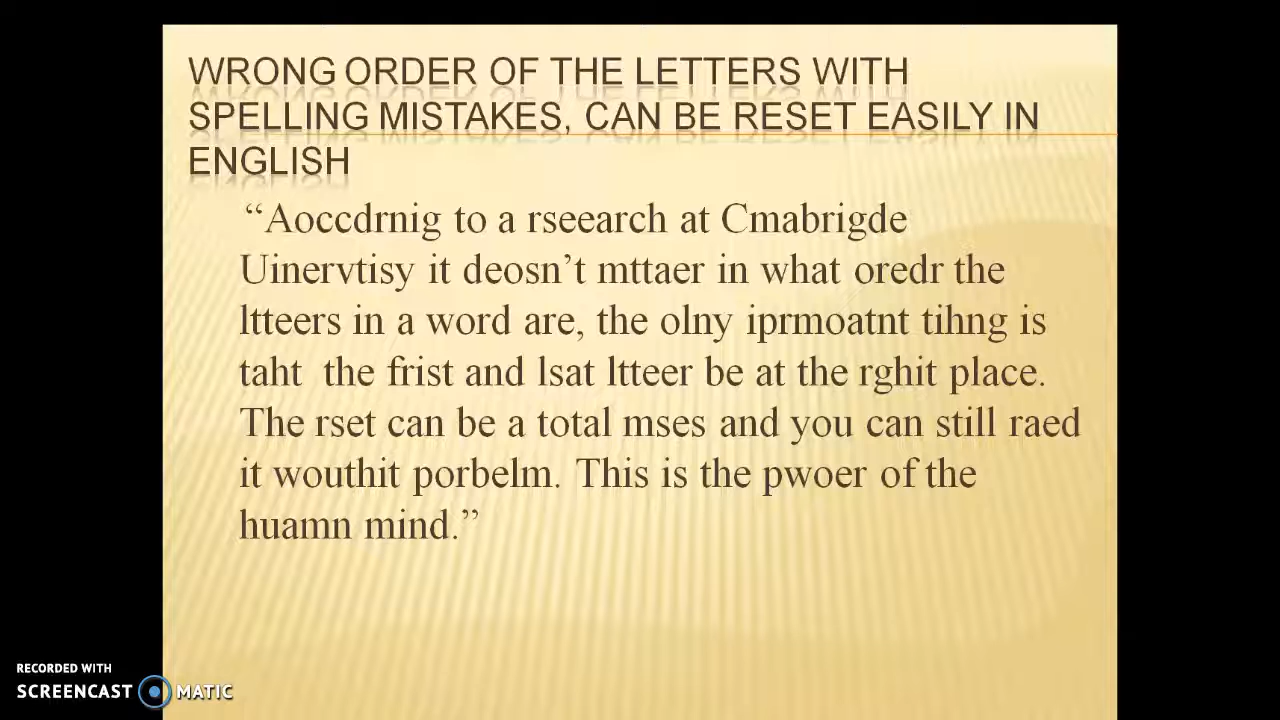 WRONG ORDER OF THE LETTERS WITH
SPELLING MISTAKES, CAN BE RESET EASILY IN
ENGLISH
“Aoccdrnig to a rseearch at Cmabrigde
Uinervtisy it deosn’t mttaer in what oredr the
ltteers in a word are, the olny iprmoatnt tihng is
taht the frist and lsat ltteer be at the rghit place.
The rset can be a total mses and you can still raed
it wouthit porbelm. This is the pwoer of the
huamn mind.”
RECORDED WITH
SCREENCAST MATIC